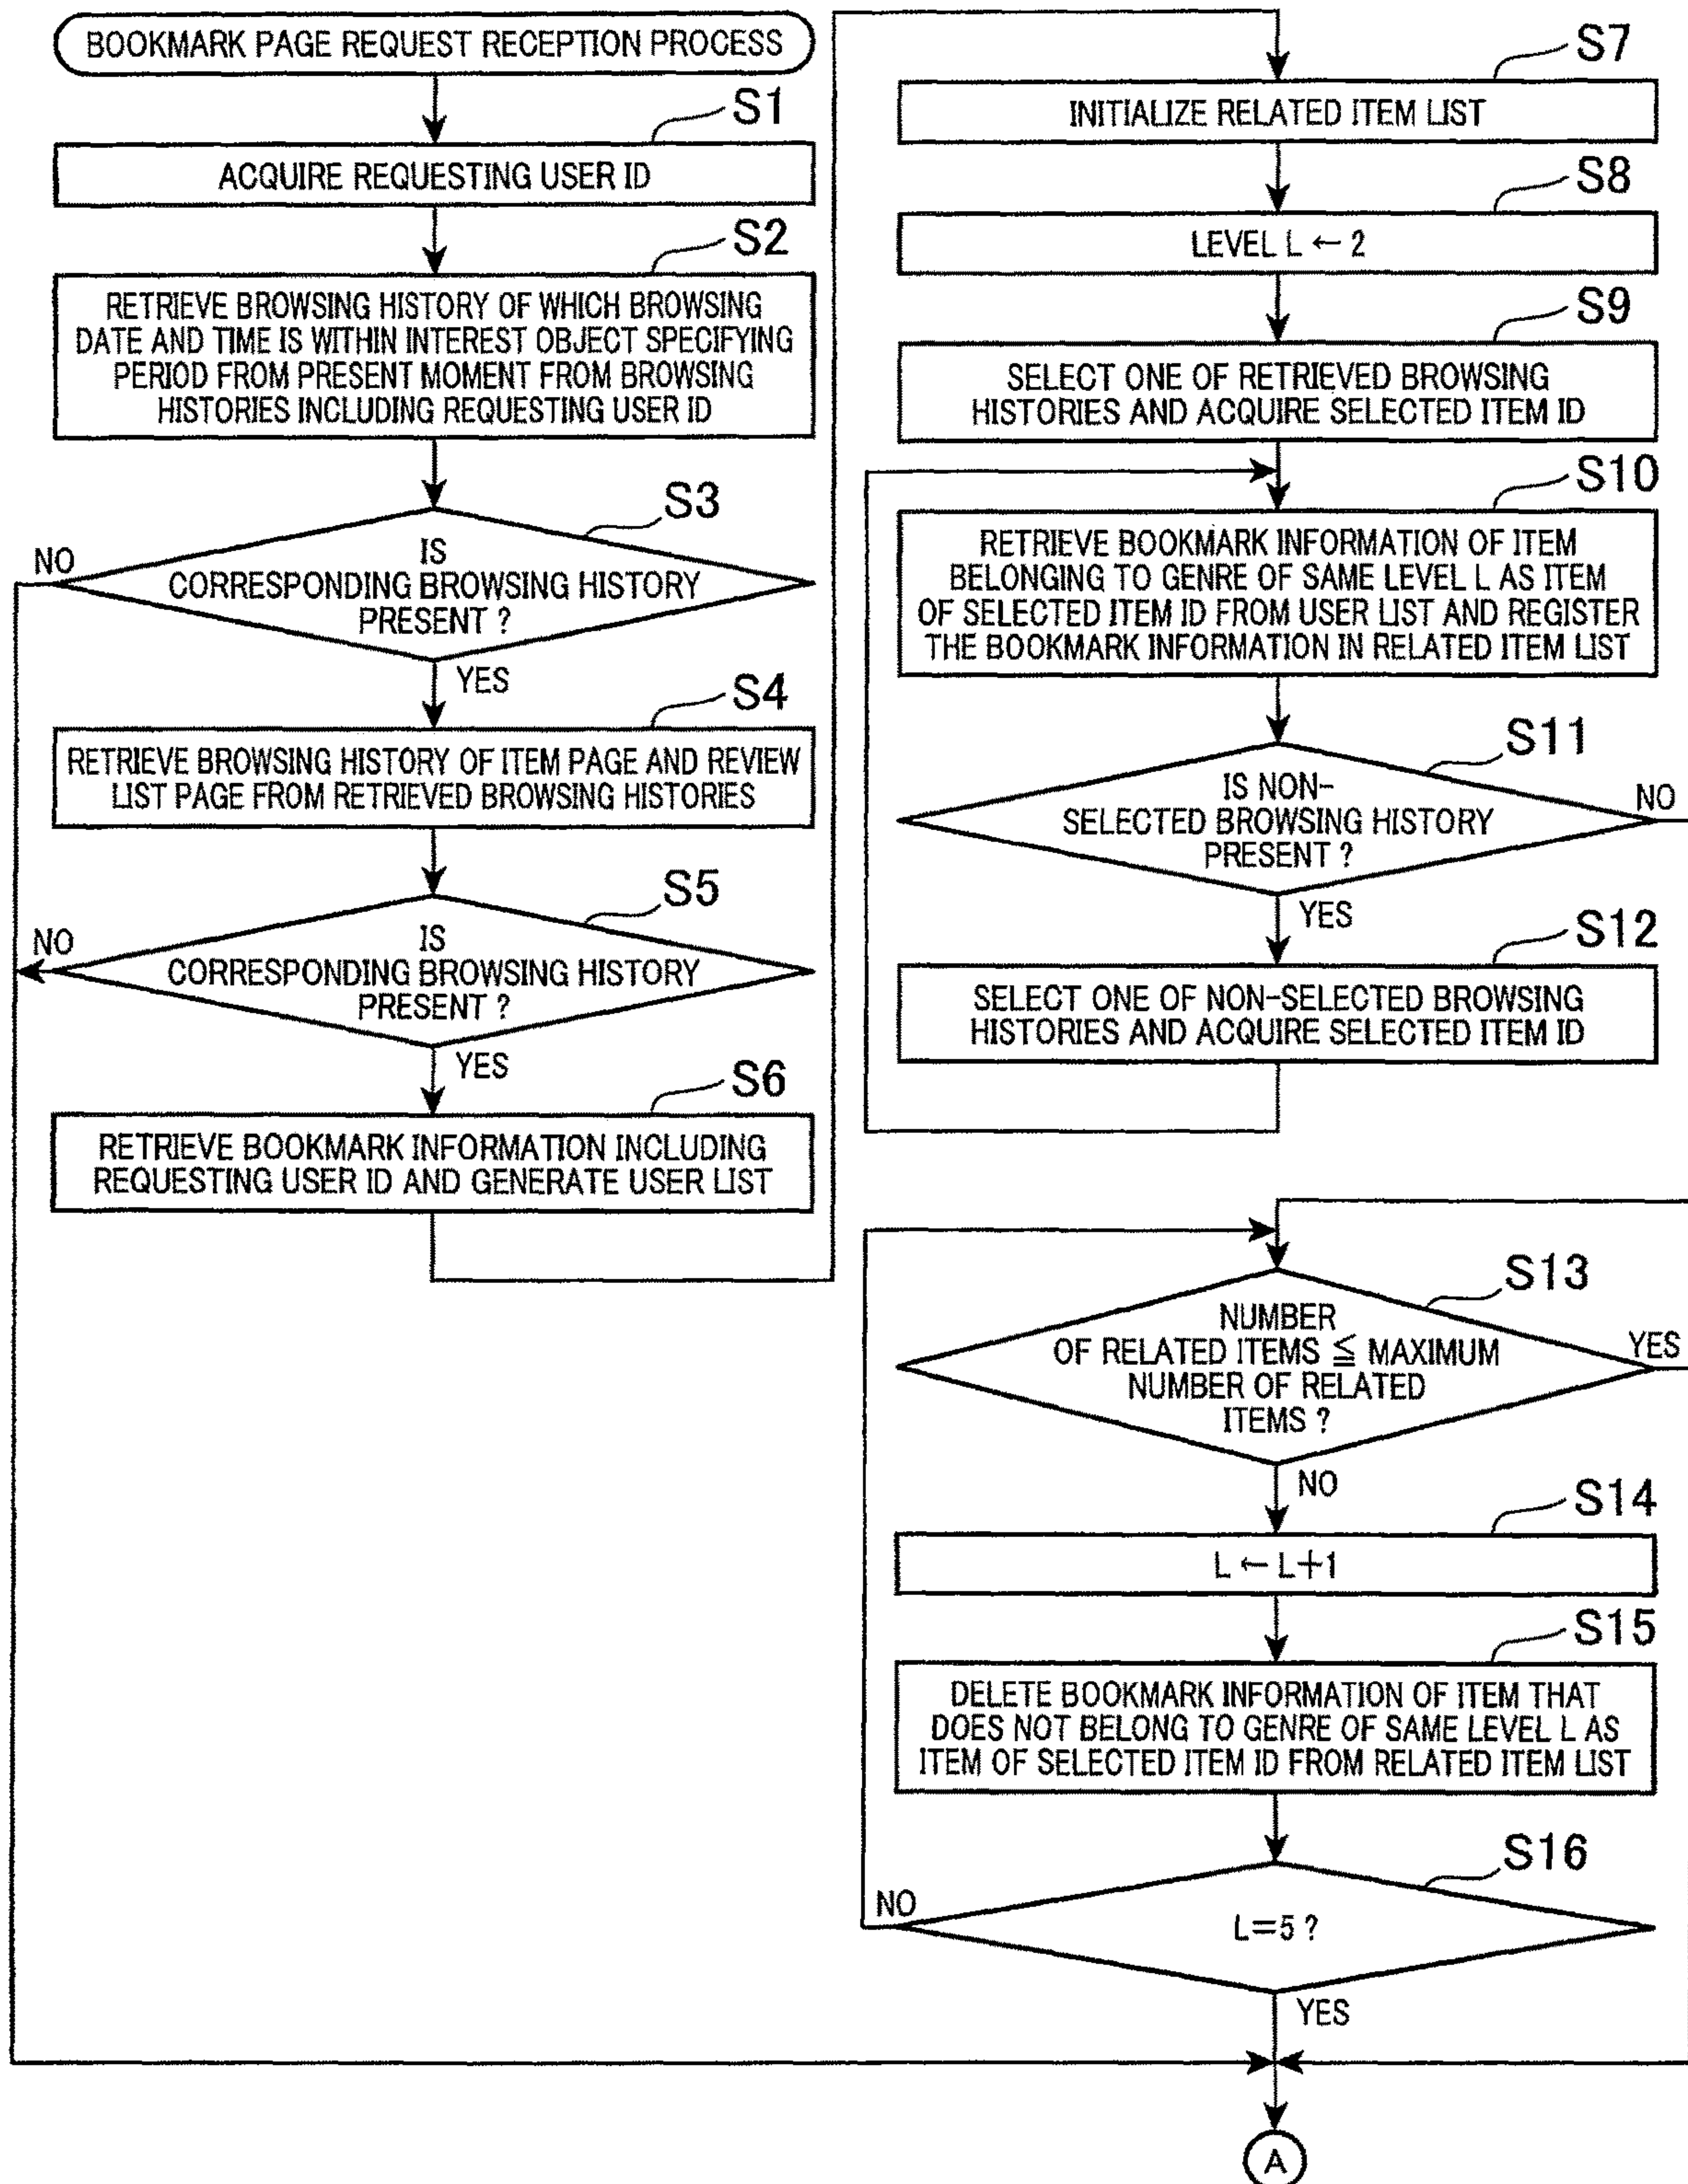 BOOKMARK PAGE REQUEST RECEPTION PROCESS
S1
ACQUIRE REQUESTING USER ID
S2
RETRIEVE BROWSING HISTORY OF WHICH BROWSING
DATE AND TIME IS WITHIN INTEREST OBJECT SPECIFYING
PERIOD FROM PRESENT MOMENT FROM BROWSING
HISTORIES INCLUDING REQUESTING USER ID
S3
NO
IS
CORRESPONDING BROWSING HISTORY
PRESENT ?
YES
S4
RETRIEVE BROWSING HISTORY OF ITEM PAGE AND REVIEW
LIST PAGE FROM RETRIEVED BROWSING HISTORIES
S5
NO
IS
CORRESPONDING BROWSING HISTORY
PRESENT ?
YES
S6
RETRIEVE BOOKMARK INFORMATION INCLUDING
REQUESTING USER ID AND GENERATE USER LIST
S7
INITIALIZE RELATED ITEM LIST
S8
LEVEL L ← 2
S9
SELECT ONE OF RETRIEVED BROWSING
HISTORIES AND ACQUIRE SELECTED ITEM ID
S10
RETRIEVE BOOKMARK INFORMATION OF ITEM
BELONGING TO GENRE OF SAME LEVEL L AS ITEM
OF SELECTED ITEM ID FROM USER LIST AND REGISTER
THE BOOKMARK INFORMATION IN RELATED ITEM LIST
S11
IS NON-
SELECTED BROWSING HISTORY
PRESENT ?
NO
YES
S12
SELECT ONE OF NON-SELECTED BROWSING
HISTORIES AND ACQUIRE SELECTED ITEM ID
S13
NUMBER
OF RELATED ITEMS ≦ MAXIMUM
NUMBER OF RELATED
ITEMS ?
YES
NO
S14
L ← L+1
S15
DELETE BOOKMARK INFORMATION OF ITEM THAT
DOES NOT BELONG TO GENRE OF SAME LEVEL L AS
ITEM OF SELECTED ITEM ID FROM RELATED ITEM LIST
S16
NO
L=5 ?
YES
A